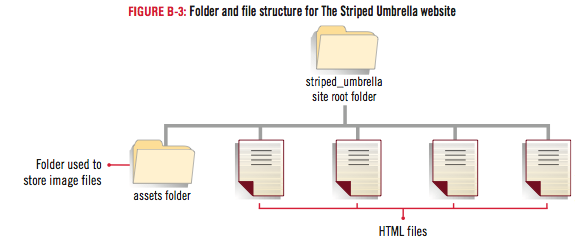 FIGURE B-3: Folder and file structure for The Striped Umbrella website
striped_umbrella
site root folder
Folder used to
store image files
assets folder
HTML files